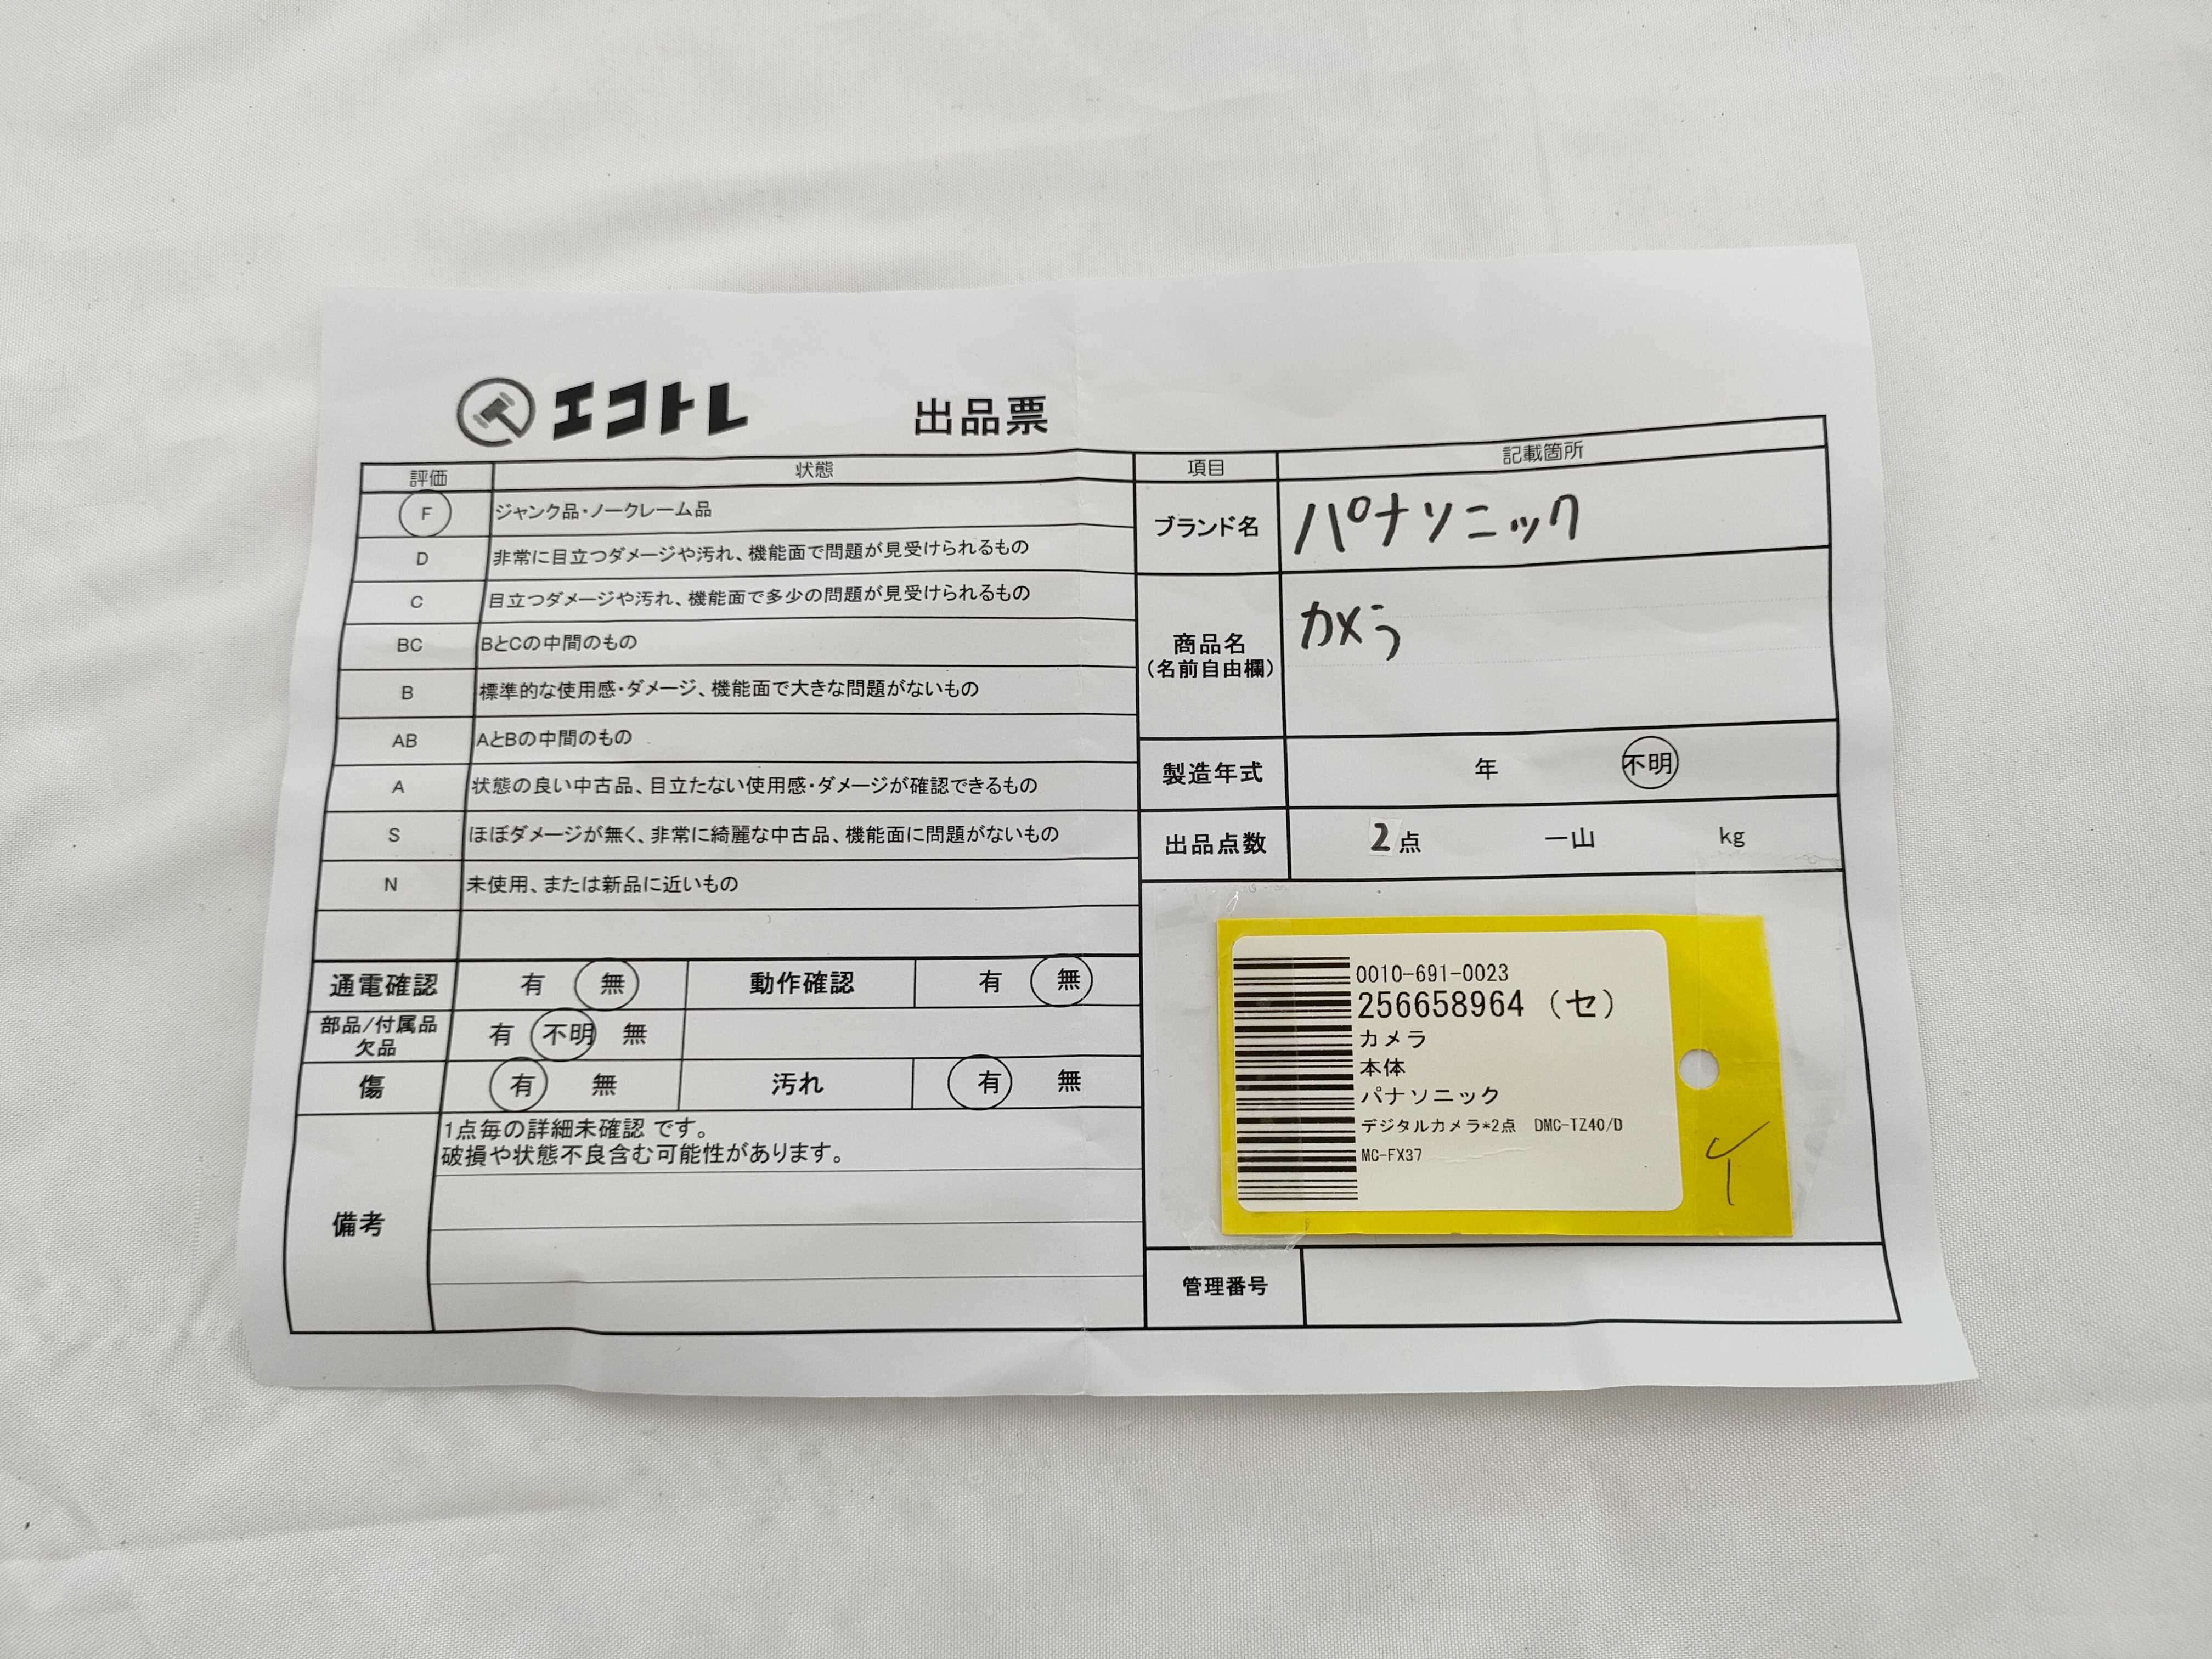 エコトレ 出品票
評価 状態
F ジャンク品・ノークレーム品
D 非常に目立つダメージや汚れ、機能面で問題が見受けられるもの
C 目立つダメージや汚れ、機能面で多少の問題が見受けられるもの
BC BとCの中間のもの
B 標準的な使用感・ダメージ、機能面で大きな問題がないもの
AB AとBの中間のもの
A 状態の良い中古品、目立たない使用感・ダメージが確認できるもの
S ほぼダメージが無く、非常に綺麗な中古品、機能面に問題がないもの
N 未使用、または新品に近いもの
通電確認 有 無 動作確認 有 無
部品/付属品
欠品 有 不明 無
傷 有 無 汚れ 有 無
備考
1点毎の詳細未確認 です。
破損や状態不良含む可能性があります。
項目 記載箇所
ブランド名 パナソニック
商品名
(名前自由欄)
カメラ
製造年式 年 不明
出品点数 2点 一山 kg
0010-691-0023
256658964 (セ)
カメラ
本体
パナソニック
デジタルカメラ*2点 DMC-TZ40/D
MC-FX37
管理番号